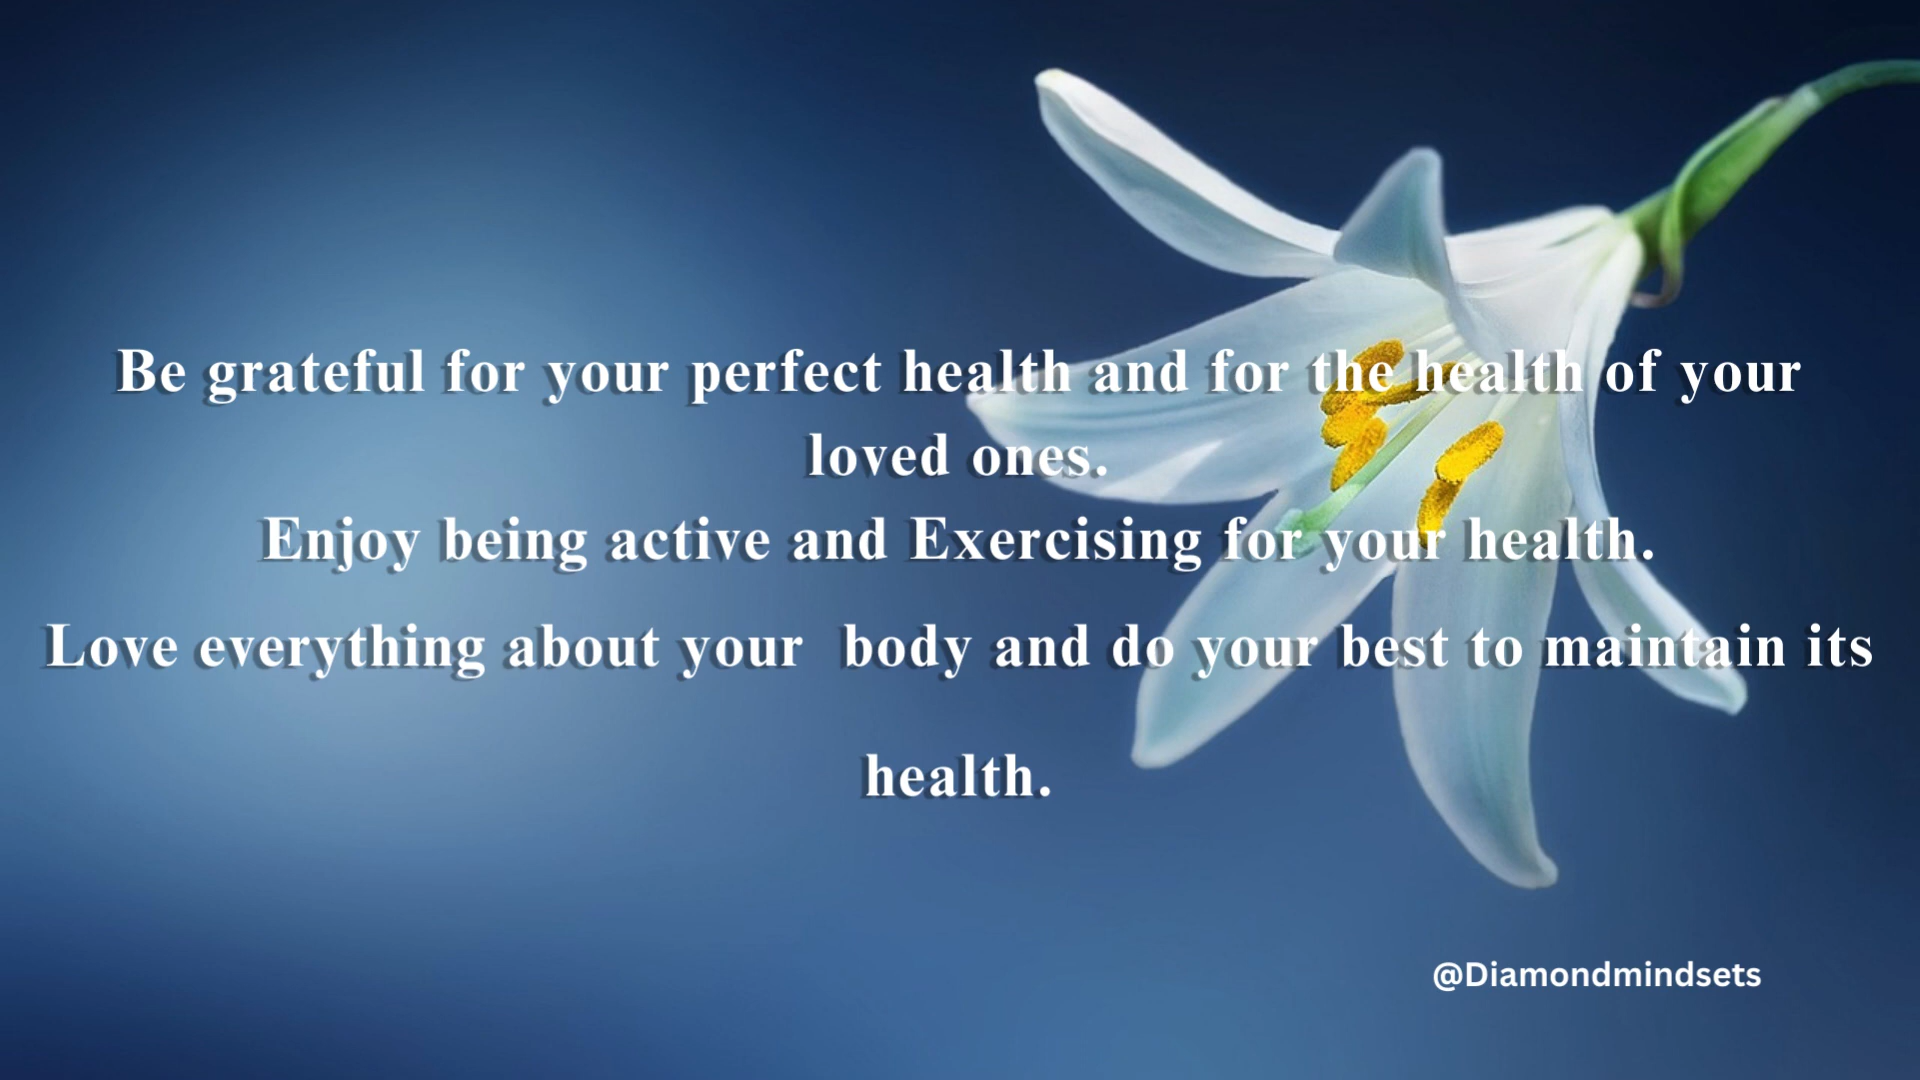 Be grateful for your perfect health and for the health of your
loved ones.
Enjoy being active and Exercising for your health.
Love everything about your  body and do your best to maintain its
health.
@Diamondmindsets